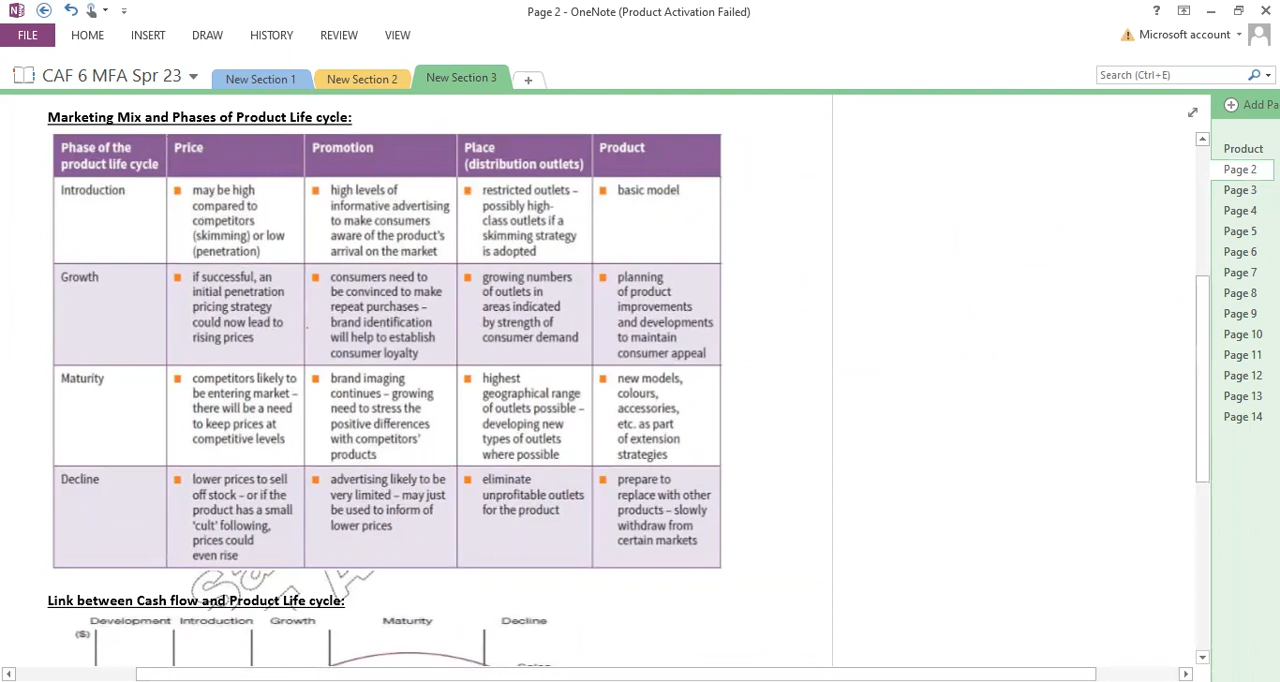 Page 2 - OneNote (Product Activation Failed)
?
FILE HOME INSERT DRAW HISTORY REVIEW VIEW
Microsoft account
CAF 6 MFA Spr 23
New Section 1 New Section 2 New Section 3 +
Search (Ctrl+E)
Add Pa
Product
Page 2
Page 3
Page 4
Page 5
Page 6
Page 7
Page 8
Page 9
Page 10
Page 11
Page 12
Page 13
Page 14
Marketing Mix and Phases of Product Life cycle:
Phase of the
product life cycle
Price
Promotion
Place
(distribution outlets)
Product
Introduction
may be high
compared to
competitors
(skimming) or low
(penetration)
high levels of
informative advertising
to make consumers
aware of the product's
arrival on the market
restricted outlets –
possibly high-
class outlets if a
skimming strategy
is adopted
basic model
Growth
if successful, an
initial penetration
pricing strategy
could now lead to
rising prices
consumers need to
be convinced to make
repeat purchases –
brand identification
will help to establish
consumer loyalty
growing numbers
of outlets in
areas indicated
by strength of
consumer demand
planning
of product
improvements
and developments
to maintain
consumer appeal
Maturity
competitors likely to
be entering market –
there will be a need
to keep prices at
competitive levels
brand imaging
continues – growing
need to stress the
positive differences
with competitors'
products
highest
geographical range
of outlets possible –
developing new
types of outlets
where possible
new models,
colours,
accessories,
etc. as part
of extension
strategies
Decline
lower prices to sell
off stock – or if the
product has a small
'cult' following,
prices could
even rise
advertising likely to be
very limited – may just
be used to inform of
lower prices
eliminate
unprofitable outlets
for the product
prepare to
replace with other
products – slowly
withdraw from
certain markets
Link between Cash flow and Product Life cycle:
Development Introduction Growth Maturity Decline
($)